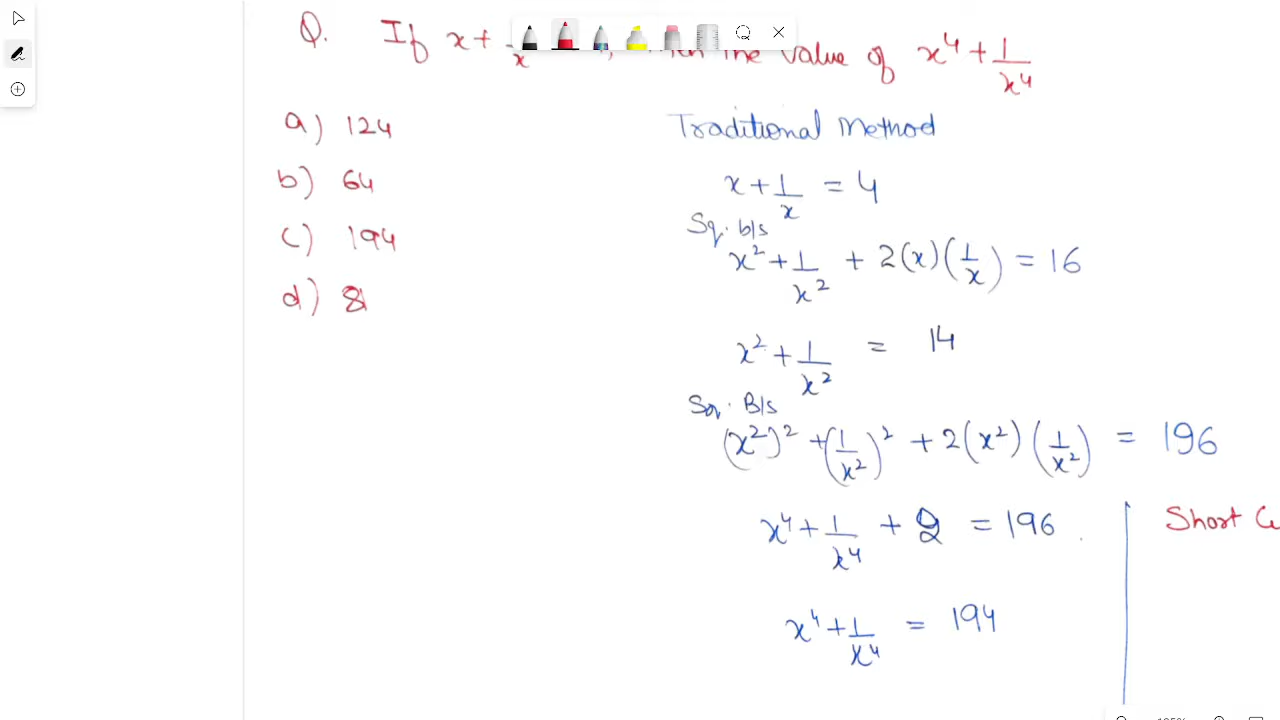 Q. If x + 1/x , then the value of x⁴ + 1/x⁴
a) 124
b) 64
c) 194
d) 8
Traditional Method
x + 1/x = 4
Sq. b/s
x² + 1/x² + 2(x)(1/x) = 16
x² + 1/x² = 14
Sq. B/s
(x²)² + (1/x²)² + 2(x²)(1/x²) = 196
x⁴ + 1/x⁴ + 2 = 196
x⁴ + 1/x⁴ = 194
Short C